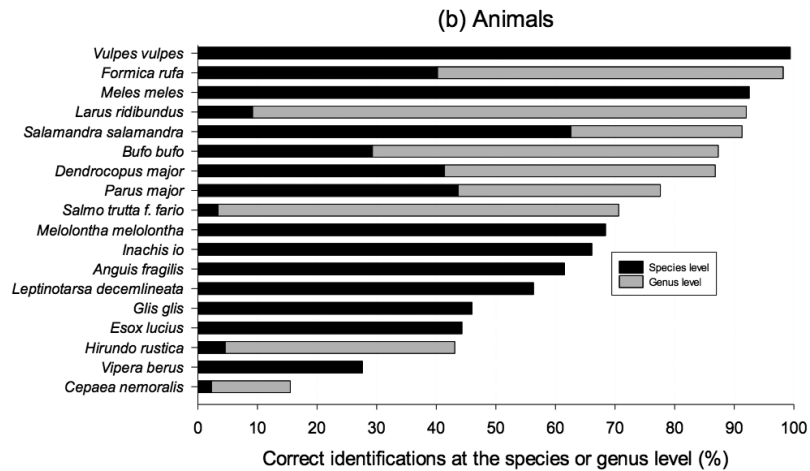 (b) Animals
Vulpes vulpes
Formica rufa
Meles meles
Larus ridibundus
Salamandra salamandra
Bufo bufo
Dendrocopus major
Parus major
Salmo trutta f. fario
Melolontha melolontha
Inachis io
Anguis fragilis
Leptinotarsa decemlineata
Glis glis
Esox lucius
Hirundo rustica
Vipera berus
Cepaea nemoralis
Species level
Genus level
0 10 20 30 40 50 60 70 80 90 100
Correct identifications at the species or genus level (%)